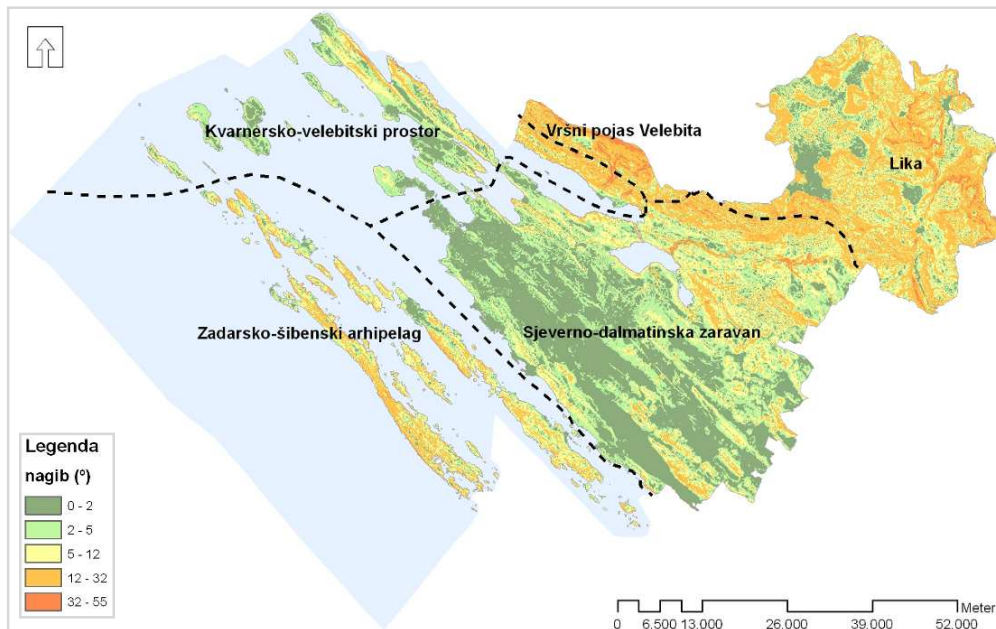 Kvarnersko-velebitski prostor
Vršni pojas Velebita
Lika
Zadarsko-šibenski arhipelag
Sjeverno-dalmatinska zaravan
Legenda
nagib (°)
0 - 2
2 - 5
5 - 12
12 - 32
32 - 55
Meter
0 6.500 13.000 26.000 39.000 52.000